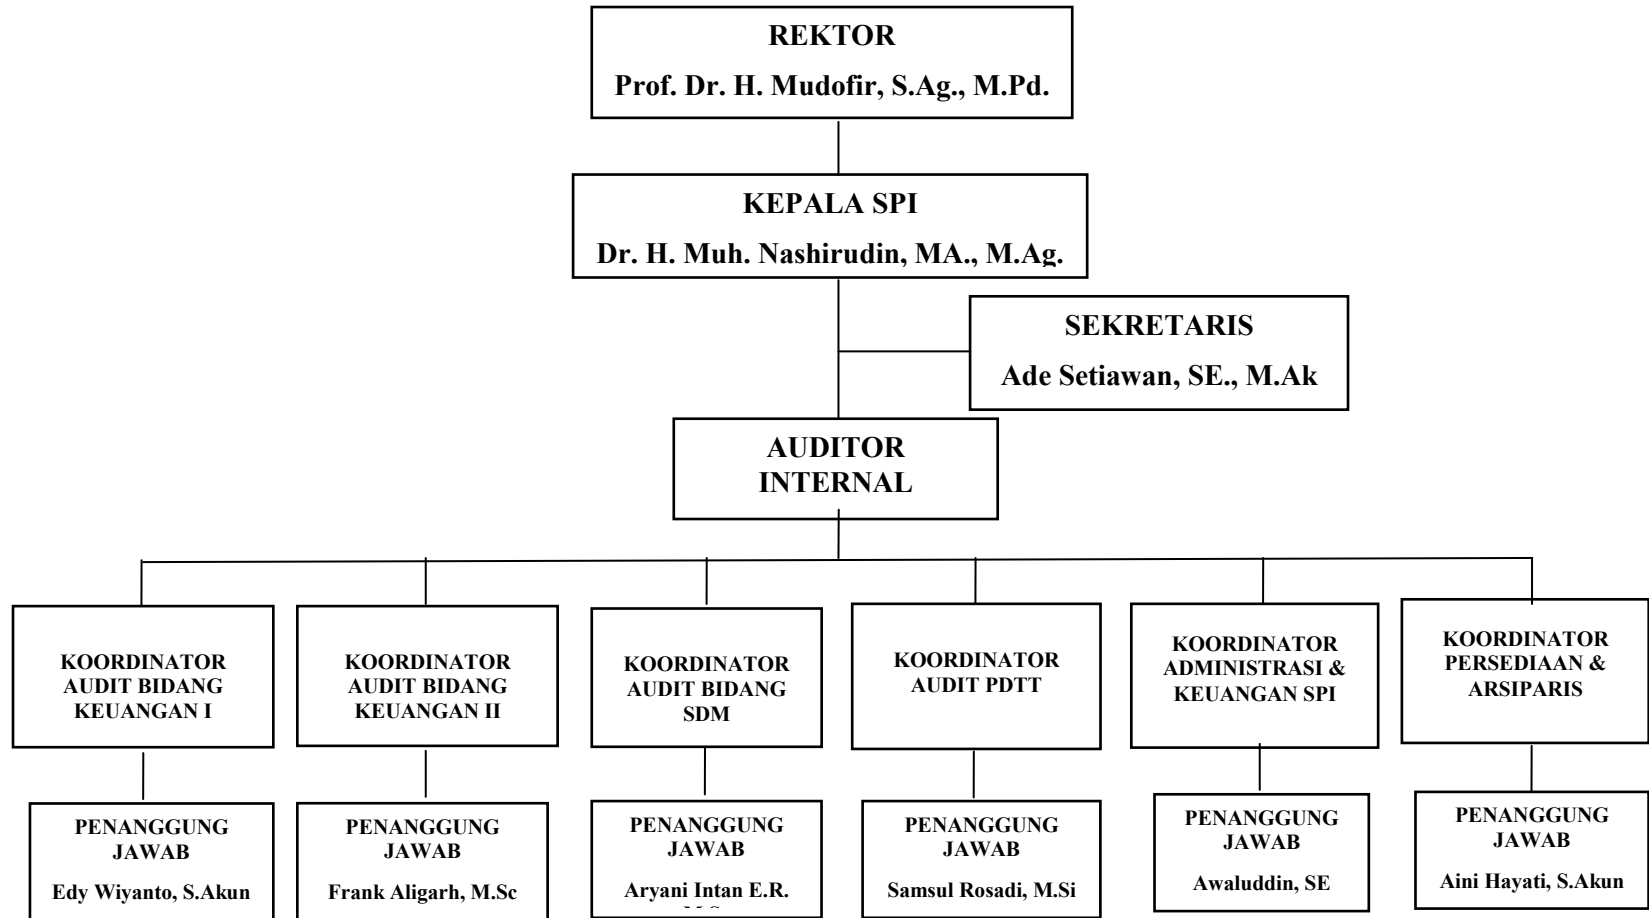 REKTOR
Prof. Dr. H. Mudofir, S.Ag., M.Pd.
KEPALA SPI
Dr. H. Muh. Nashirudin, MA., M.Ag.
SEKRETARIS
Ade Setiawan, SE., M.Ak
AUDITOR
INTERNAL
KOORDINATOR
AUDIT BIDANG
KEUANGAN I
KOORDINATOR
AUDIT BIDANG
KEUANGAN II
KOORDINATOR
AUDIT BIDANG
SDM
KOORDINATOR
AUDIT PDTT
KOORDINATOR
ADMINISTRASI &
KEUANGAN SPI
KOORDINATOR
PERSEDIAAN &
ARSIPARIS
PENANGGUNG
JAWAB
Edy Wiyanto, S.Akun
PENANGGUNG
JAWAB
Frank Aligarh, M.Sc
PENANGGUNG
JAWAB
Aryani Intan E.R.
PENANGGUNG
JAWAB
Samsul Rosadi, M.Si
PENANGGUNG
JAWAB
Awaluddin, SE
PENANGGUNG
JAWAB
Aini Hayati, S.Akun